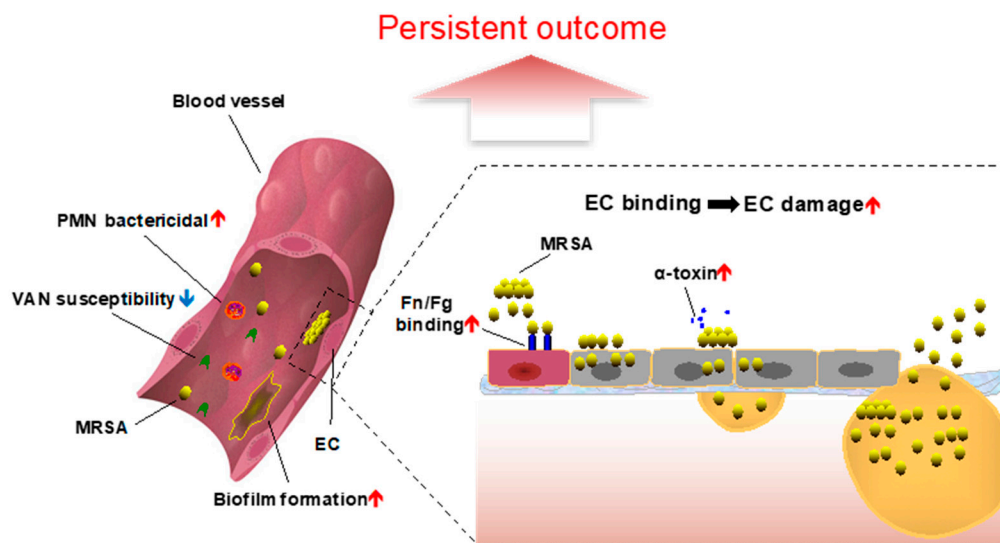 Persistent outcome
Blood vessel
PMN bactericidal
VAN susceptibility
MRSA
Biofilm formation
EC
EC binding EC damage
MRSA
α-toxin
Fn/Fg
binding